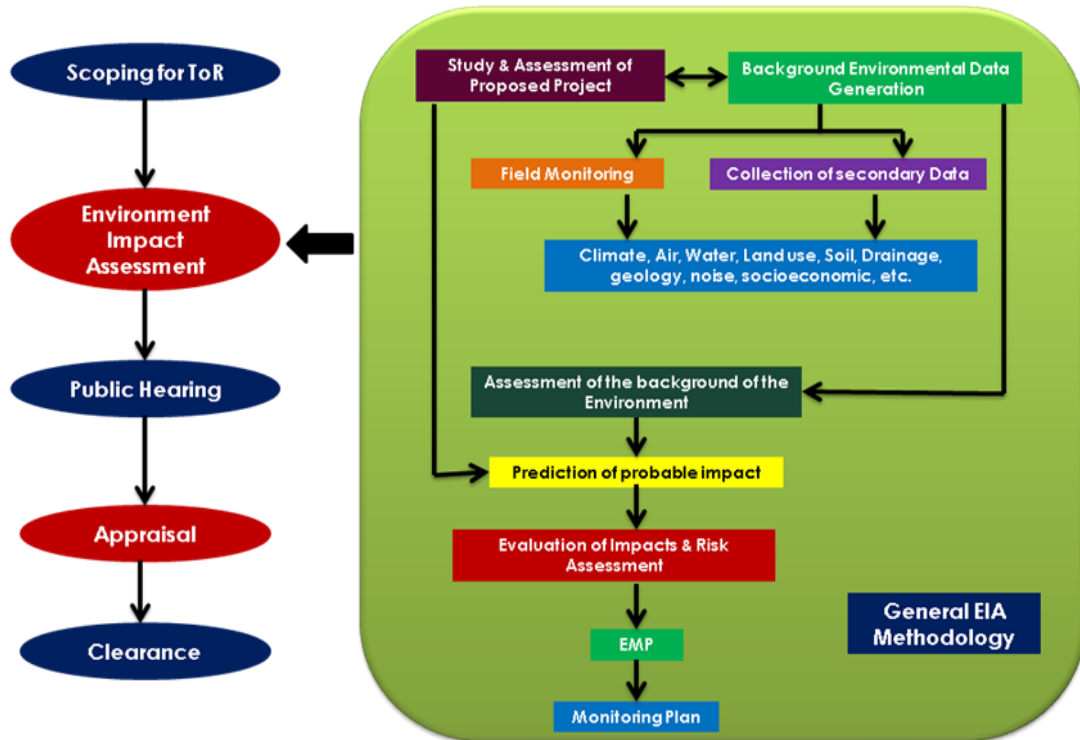 Scoping for ToR
Environment
Impact
Assessment
Public Hearing
Appraisal
Clearance
Study & Assessment of
Proposed Project
Background Environmental Data
Generation
Field Monitoring
Collection of secondary Data
Climate, Air, Water, Land use, Soil, Drainage,
geology, noise, socioeconomic, etc.
Assessment of the background of the
Environment
Prediction of probable impact
Evaluation of Impacts & Risk
Assessment
EMP
Monitoring Plan
General EIA
Methodology